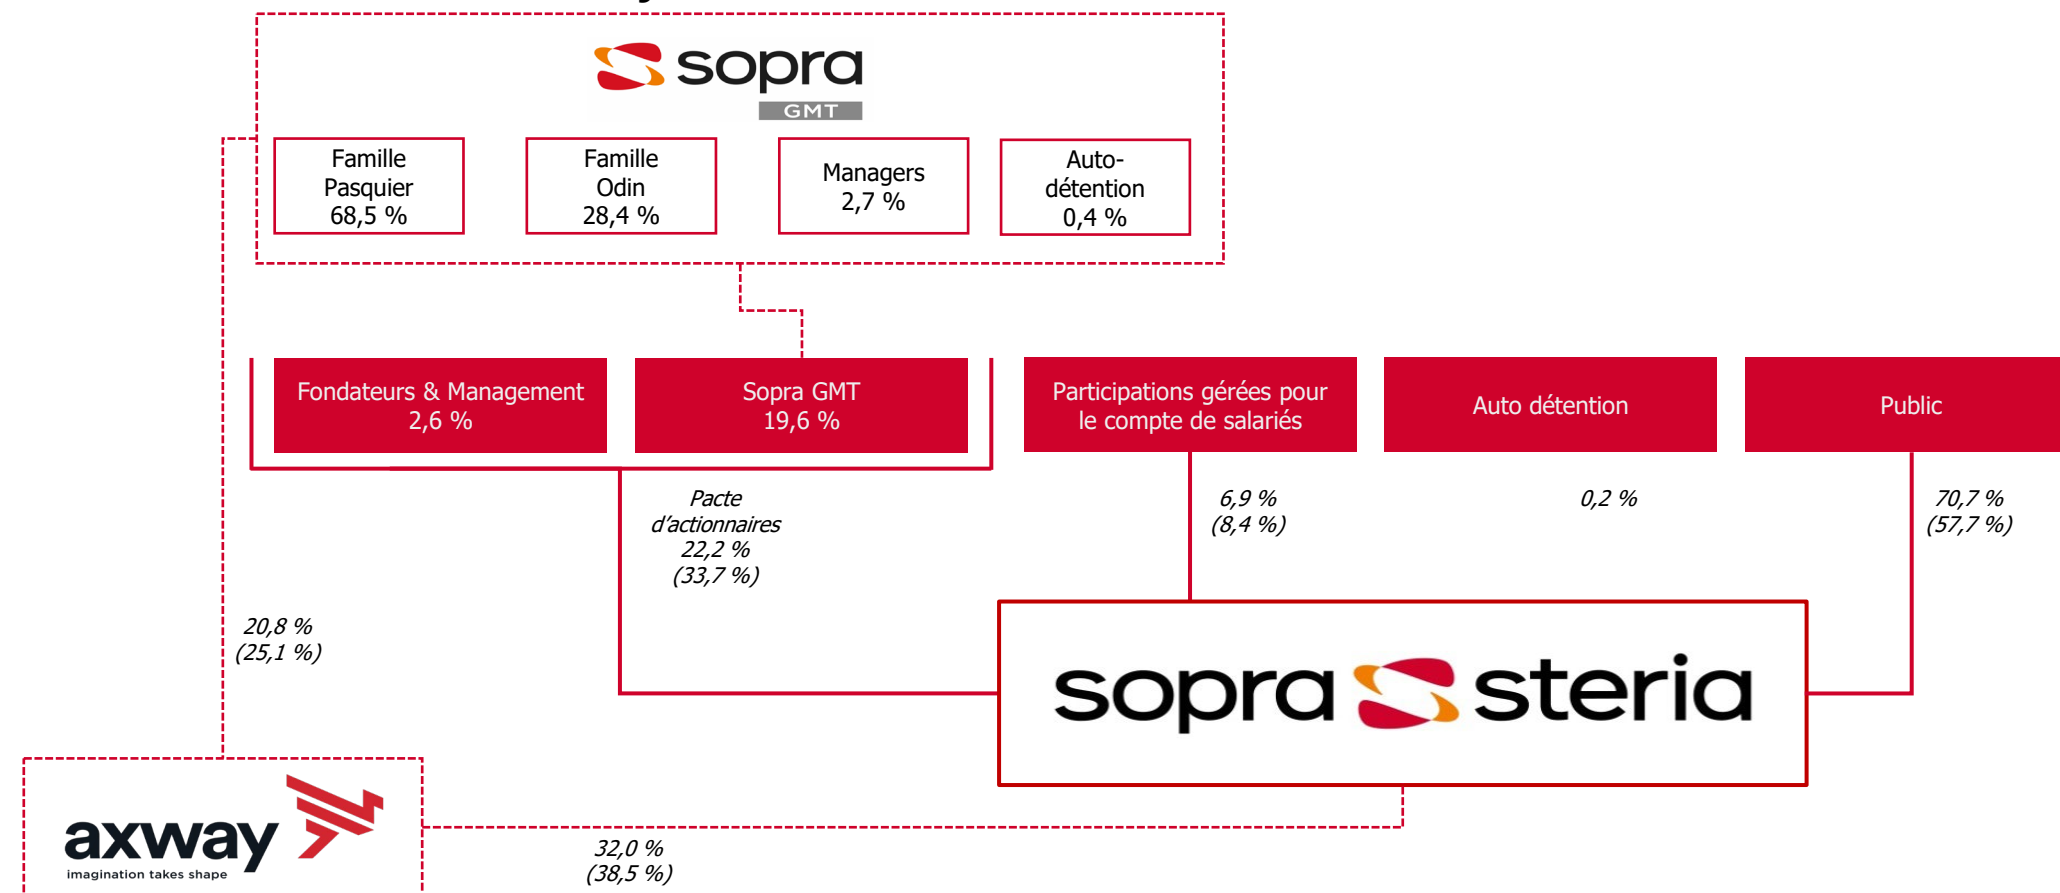 sopra
GMT
Famille
Pasquier
68,5 %
Famille
Odin
28,4 %
Managers
2,7 %
Auto-
détention
0,4 %
Fondateurs & Management
2,6 %
Sopra GMT
19,6 %
Participations gérées pour
le compte de salariés
Auto détention
Public
Pacte
d’actionnaires
22,2 %
(33,7 %)
6,9 %
(8,4 %)
0,2 %
70,7 %
(57,7 %)
20,8 %
(25,1 %)
sopra steria
axway
imagination takes shape
32,0 %
(38,5 %)